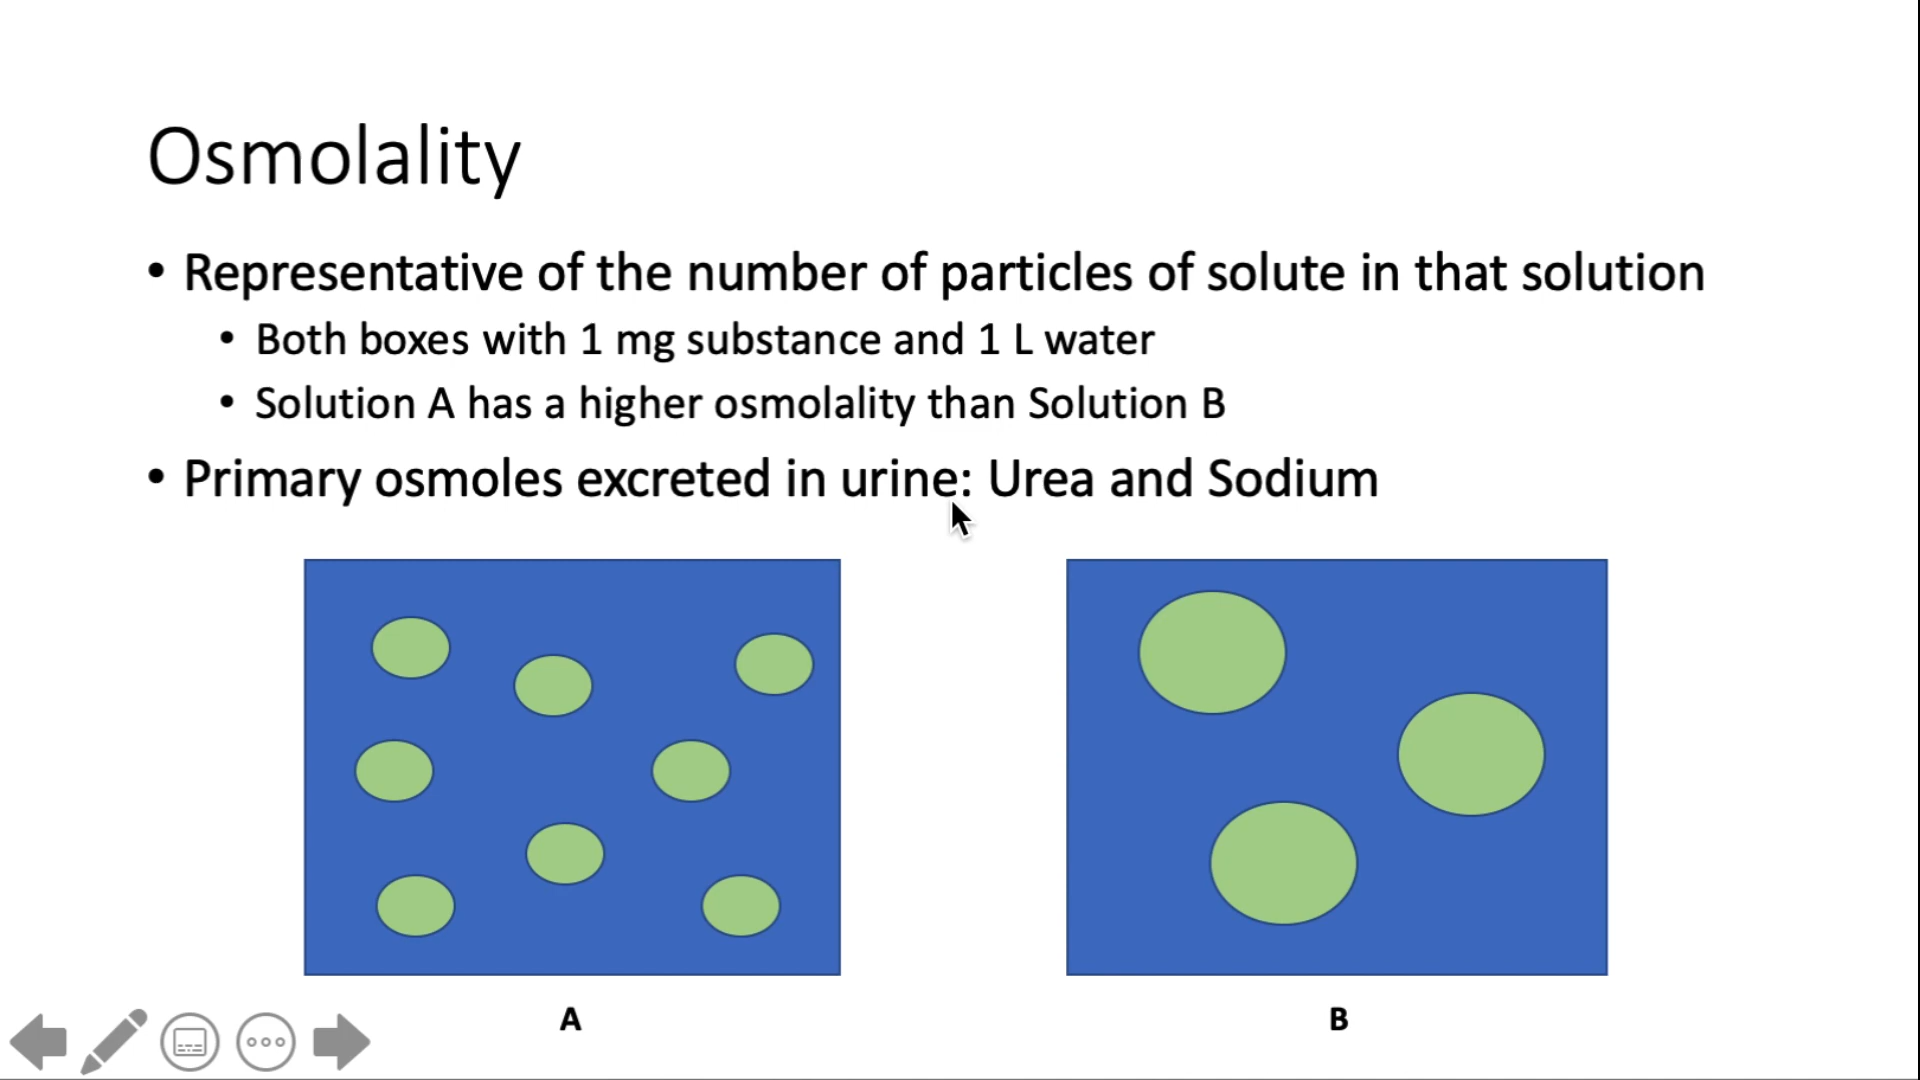 Osmolality
• Representative of the number of particles of solute in that solution
• Both boxes with 1 mg substance and 1 L water
• Solution A has a higher osmolality than Solution B
• Primary osmoles excreted in urine: Urea and Sodium
A
B